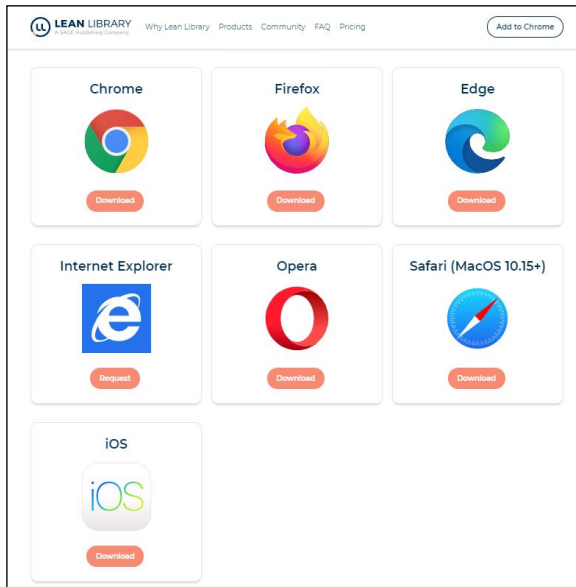 LEAN LIBRARY
A SAGE Publishing Company
Why Lean Library Products Community FAQ Pricing
Add to Chrome
Chrome Firefox Edge
Download Download Download
Internet Explorer Opera Safari (MacOS 10.15+)
Request Download Download
iOS
iOS
Download